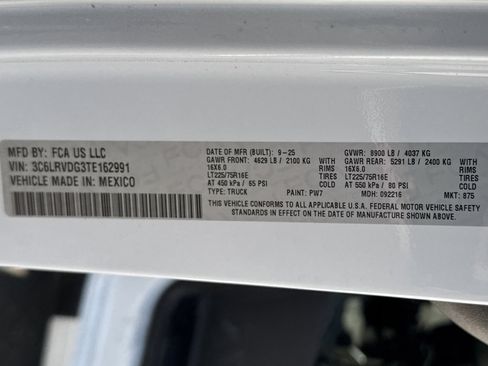 MFD BY: FCA US LLC
VIN: 3C6LRVDG3TE162991
VEHICLE MADE IN: MEXICO
DATE OF MFR (BUILT): 9-25
GAWR FRONT: 4629 LB / 2100 KG
16X6.0 RIMS
LT225/75R16E TIRES
AT 450 kPa / 65 PSI
TYPE: TRUCK PAINT: PW7
GVWR: 8900 LB / 4037 KG
GAWR REAR: 5291 LB / 2400 KG
16X6.0 RIMS
LT225/75R16E TIRES
AT 550 kPa / 80 PSI
MDH: 092216 MKT: 875
THIS VEHICLE CONFORMS TO ALL APPLICABLE U.S.A. FEDERAL MOTOR VEHICLE SAFETY
STANDARDS IN EFFECT ON THE DATE OF MANUFACTURE SHOWN ABOVE